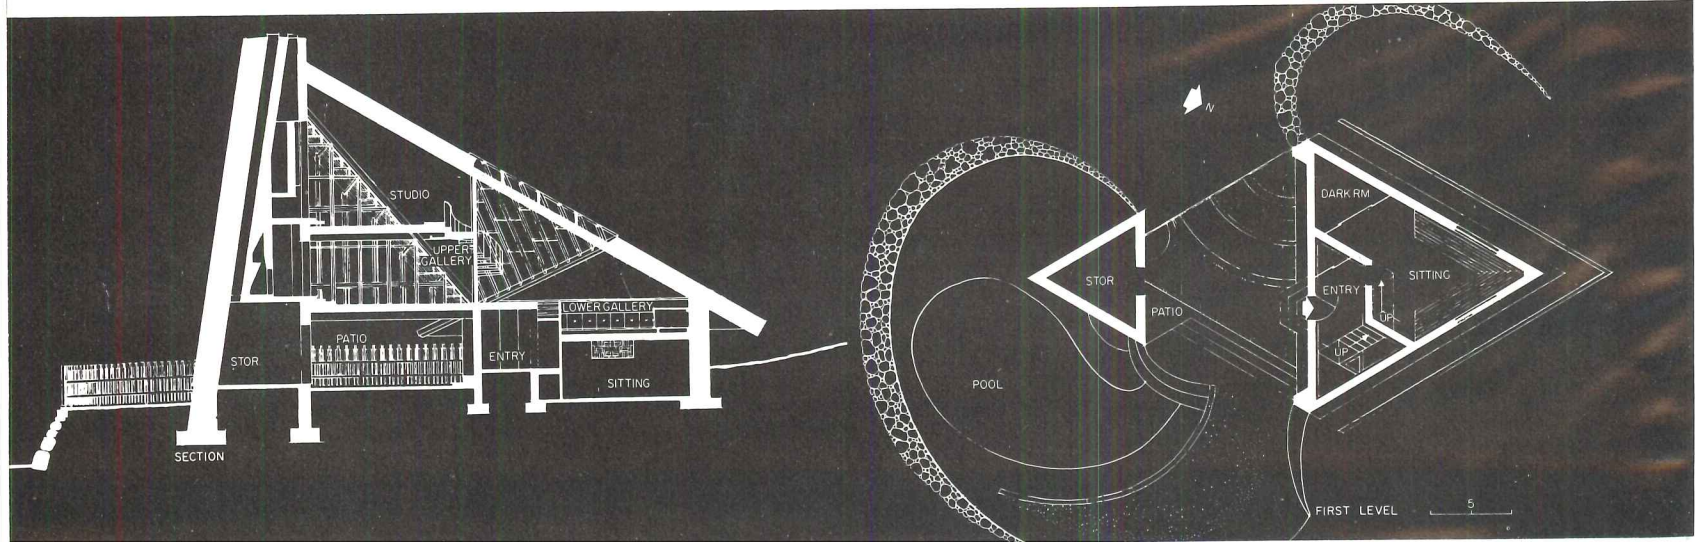 STUDIO
UPPER
GALLERY
LOWER GALLERY
PATIO
STOR
ENTRY
SITTING
SECTION
N
DARK RM
STOR
SITTING
ENTRY
PATIO
UP
UP
POOL
FIRST LEVEL
5